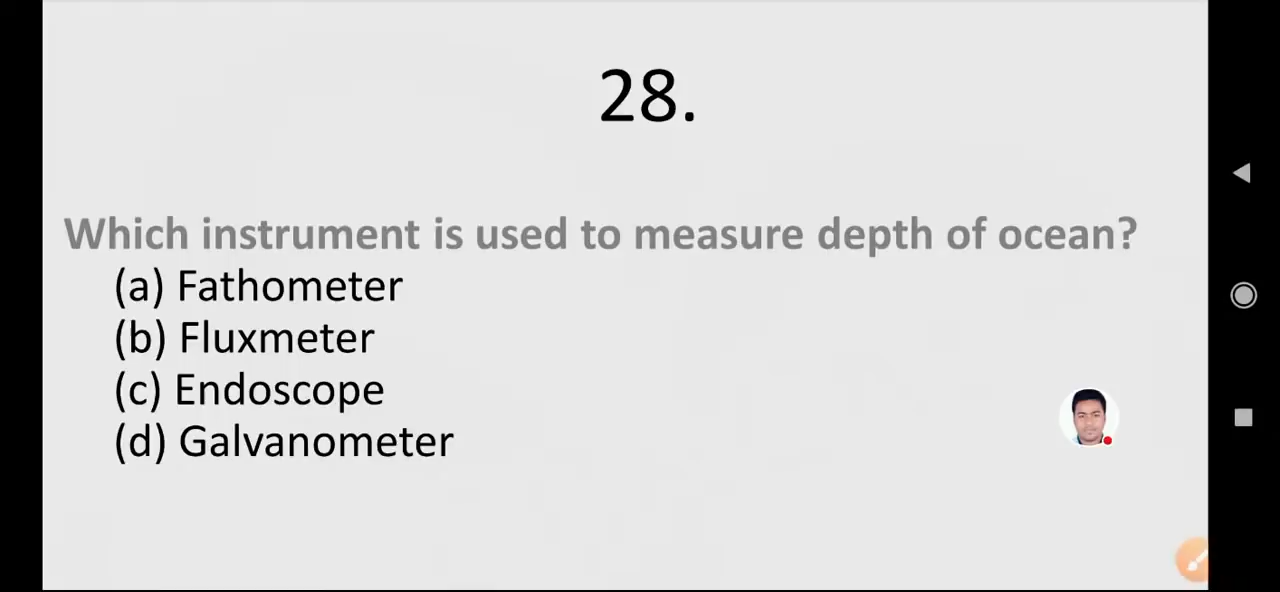 28.
Which instrument is used to measure depth of ocean?
(a) Fathometer
(b) Fluxmeter
(c) Endoscope
(d) Galvanometer